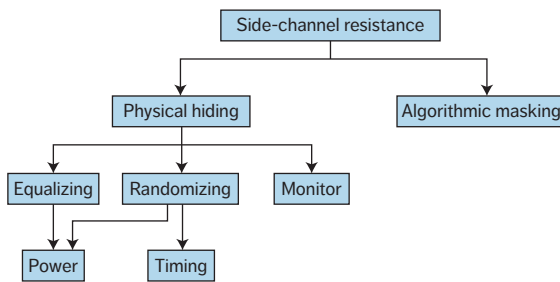 Side-channel resistance
Physical hiding
Algorithmic masking
Equalizing
Randomizing
Monitor
Power
Timing